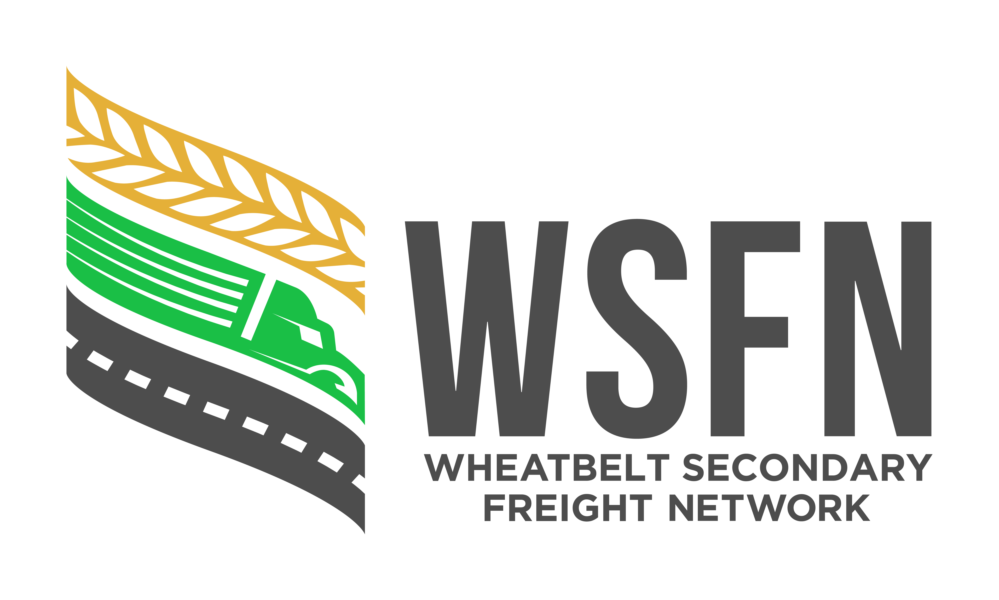 WSFN
WHEATBELT SECONDARY
FREIGHT NETWORK